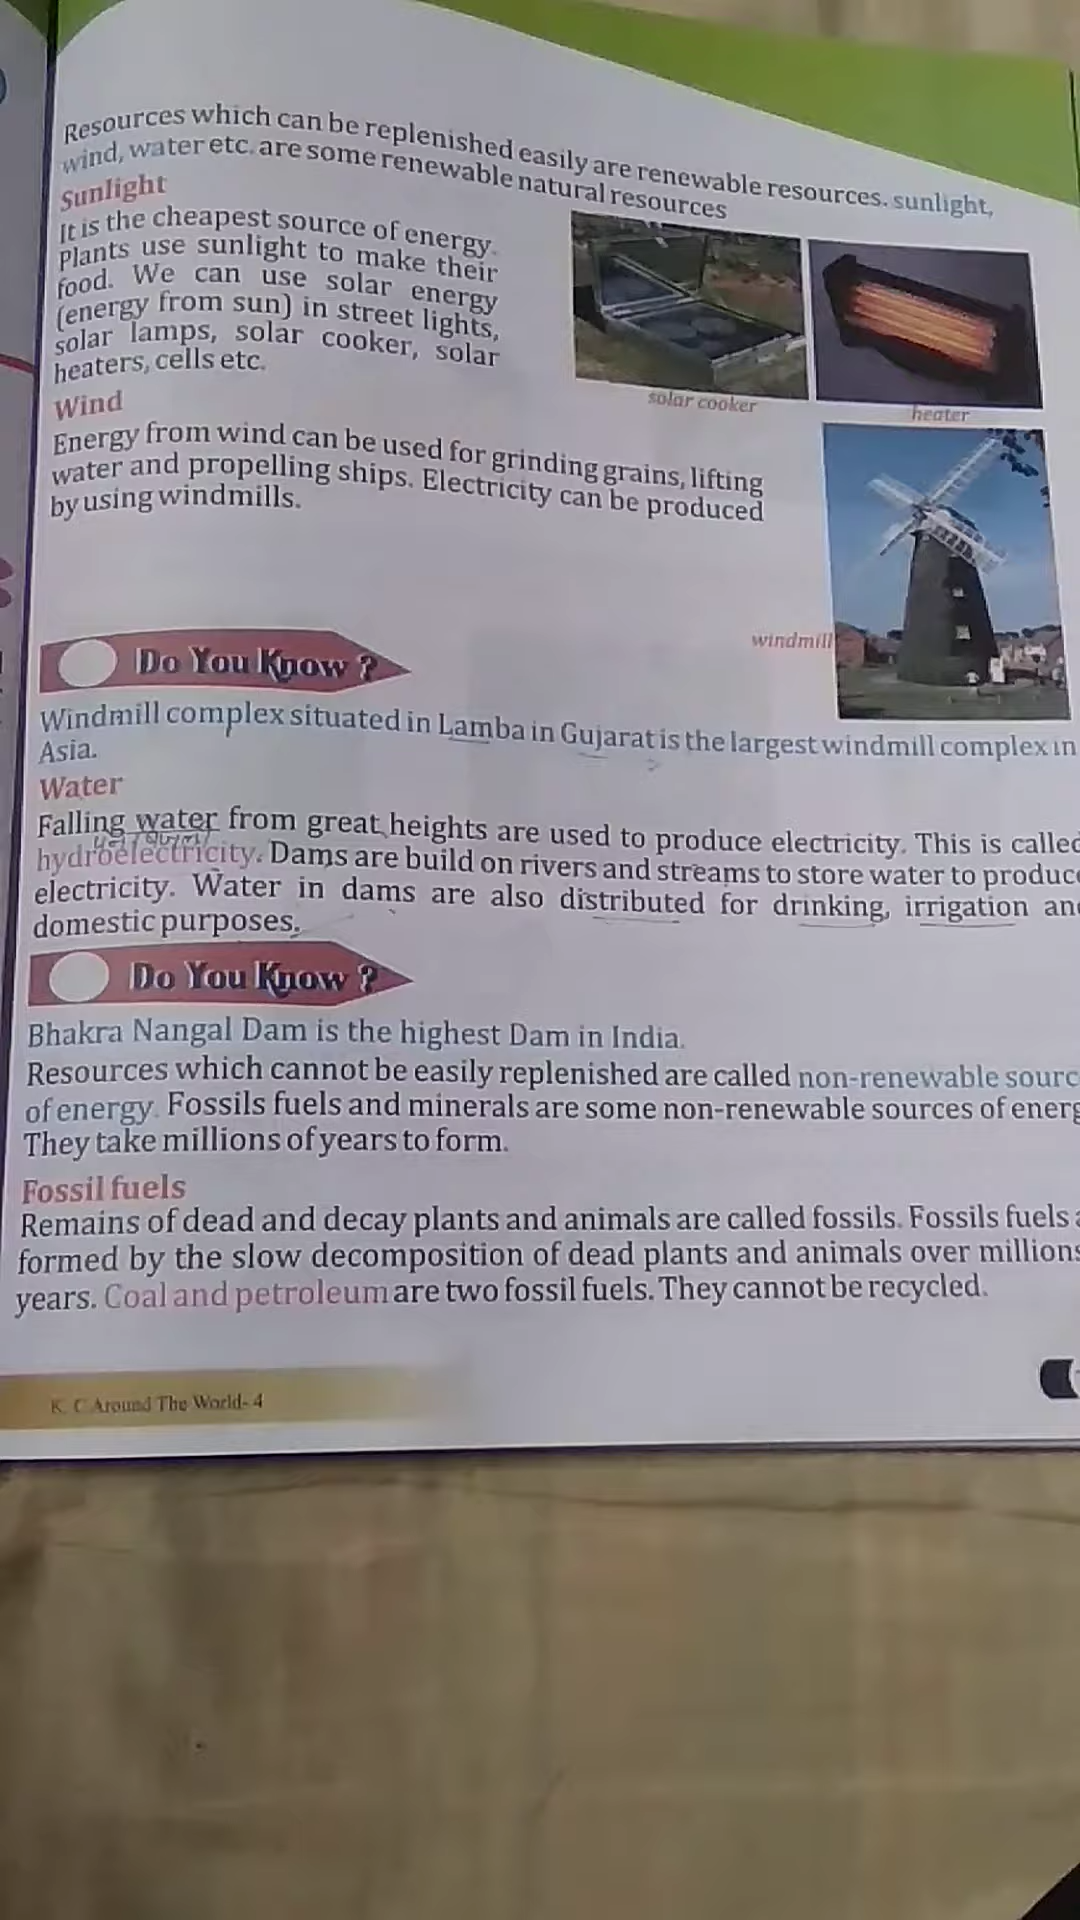 Resources which can be replenished easily are renewable resources. sunlight,
wind, water etc. are some renewable natural resources
Sunlight
It is the cheapest source of energy.
Plants use sunlight to make their
food. We can use solar energy
(energy from sun) in street lights,
solar lamps, solar cooker, solar
heaters, cells etc.
solar cooker
heater
Wind
Energy from wind can be used for grinding grains, lifting
water and propelling ships. Electricity can be produced
by using windmills.
windmill
Do You Know ?
Windmill complex situated in Lamba in Gujarat is the largest windmill complex in
Asia.
Water
Falling water from great heights are used to produce electricity. This is called
hydroelectricity. Dams are build on rivers and streams to store water to produce
electricity. Water in dams are also distributed for drinking, irrigation and
domestic purposes.
Do You Know ?
Bhakra Nangal Dam is the highest Dam in India.
Resources which cannot be easily replenished are called non-renewable sourc
of energy. Fossils fuels and minerals are some non-renewable sources of energ
They take millions of years to form.
Fossil fuels
Remains of dead and decay plants and animals are called fossils. Fossils fuels a
formed by the slow decomposition of dead plants and animals over millions
years. Coal and petroleum are two fossil fuels. They cannot be recycled.
K. C Around The World- 4